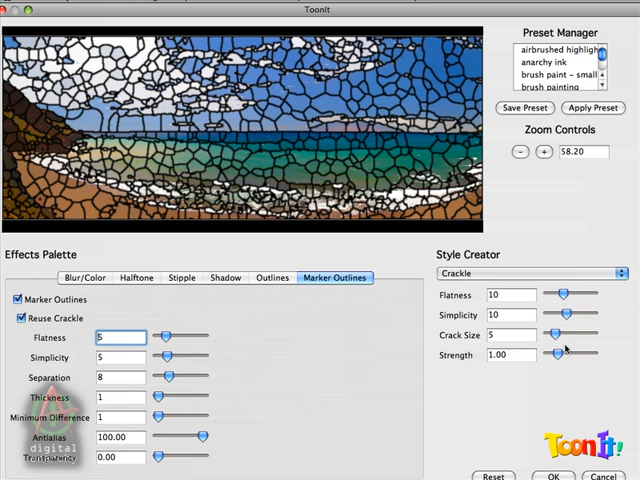 ToonIt
Preset Manager
airbrushed highligh
anarchy ink
brush paint - small
brush painting
Save Preset
Apply Preset
Zoom Controls
- + 58.20
Effects Palette
Blur/Color Halftone Stipple Shadow Outlines Marker Outlines
Marker Outlines
Reuse Crackle
Flatness 5
Simplicity 5
Separation 8
Thickness 1
Minimum Difference 1
Antialias 100.00
Transparency 0.00
Style Creator
Crackle
Flatness 10
Simplicity 10
Crack Size 5
Strength 1.00
digital
ToonIt!
Reset OK Cancel